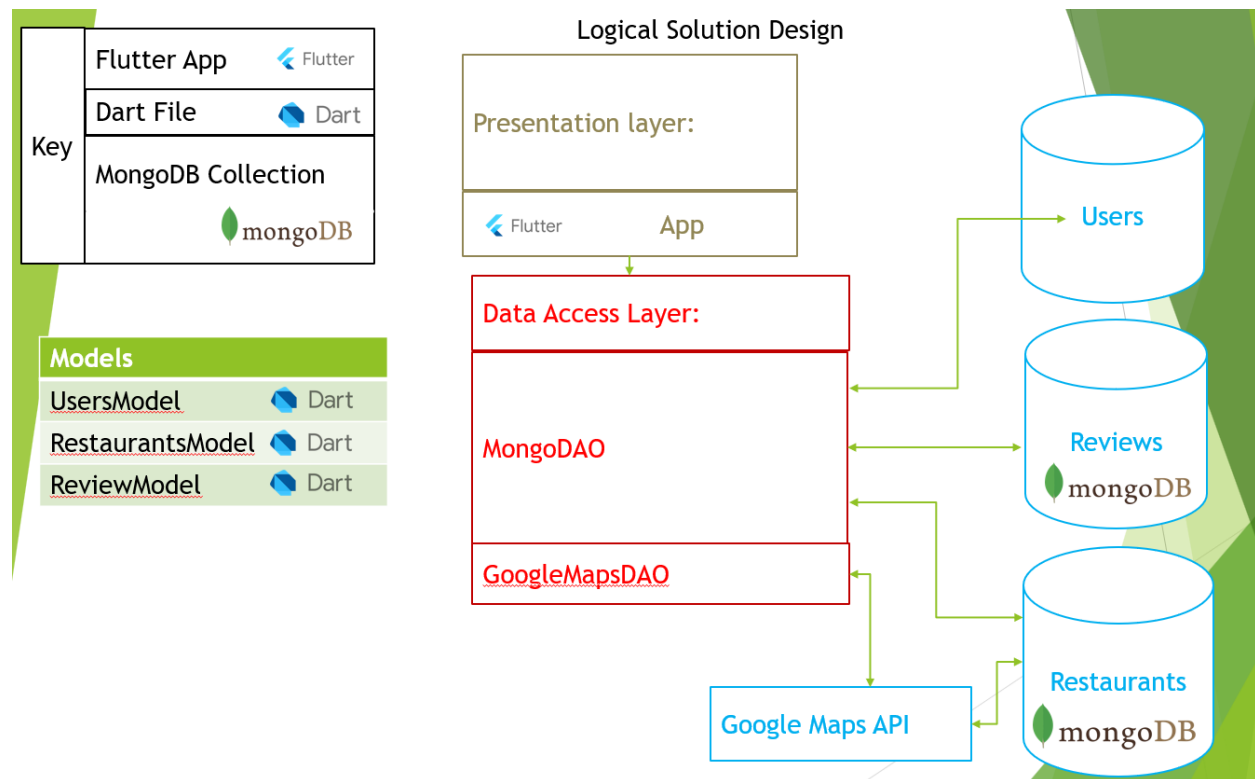 Logical Solution Design
Key
Flutter App
Flutter
Dart File
Dart
MongoDB Collection
mongoDB
Models
UsersModel
Dart
RestaurantsModel
Dart
ReviewModel
Dart
Presentation layer:
Flutter
App
Data Access Layer:
MongoDAO
GoogleMapsDAO
Google Maps API
Users
Reviews
mongoDB
Restaurants
mongoDB